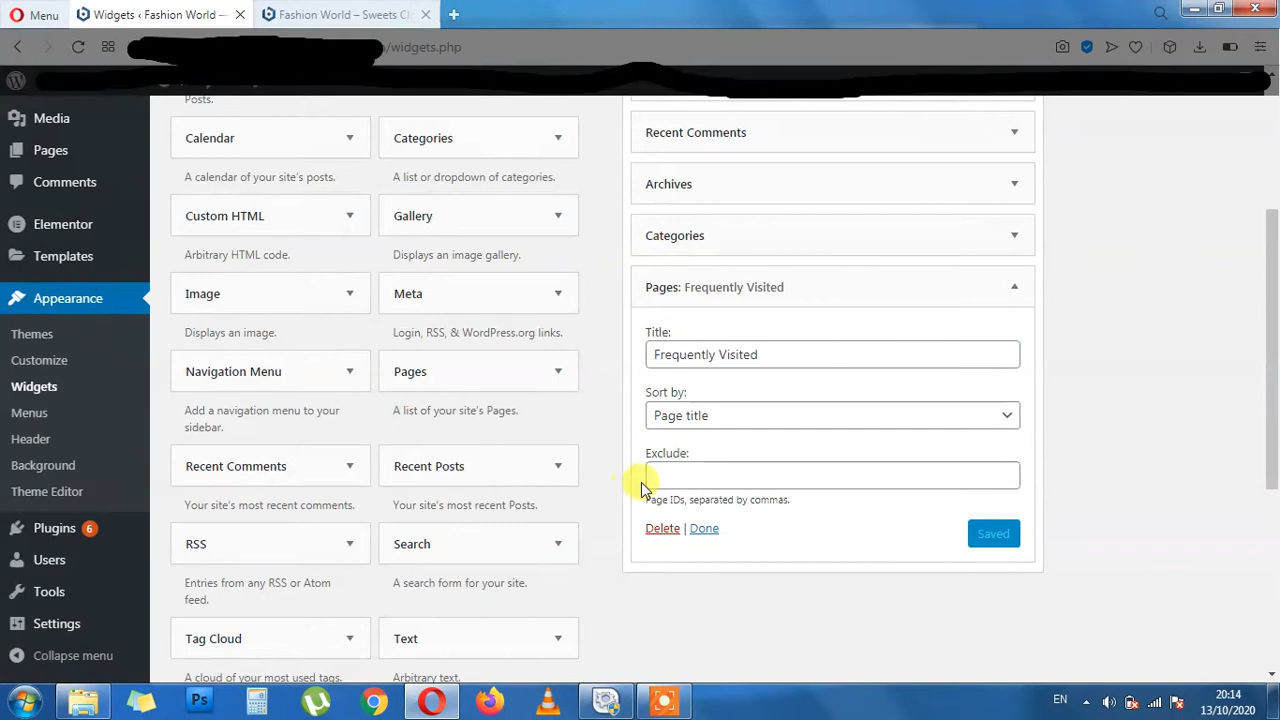 Menu
Widgets ‹ Fashion World —
Fashion World – Sweets Cl
/widgets.php
Media
Pages
Comments
Elementor
Templates
Appearance
Themes
Customize
Widgets
Menus
Header
Background
Theme Editor
Plugins 6
Users
Tools
Settings
Collapse menu
Posts.
Calendar
Categories
A calendar of your site's posts.
A list or dropdown of categories.
Custom HTML
Gallery
Arbitrary HTML code.
Displays an image gallery.
Image
Meta
Displays an image.
Login, RSS, & WordPress.org links.
Navigation Menu
Pages
Add a navigation menu to your
sidebar.
A list of your site's Pages.
Recent Comments
Recent Posts
Your site's most recent comments.
Your site's most recent Posts.
RSS
Search
Entries from any RSS or Atom
feed.
A search form for your site.
Tag Cloud
Text
A cloud of your most used tags.
Arbitrary text.
Recent Comments
Archives
Categories
Pages: Frequently Visited
Title:
Frequently Visited
Sort by:
Page title
Exclude:
Page IDs, separated by commas.
Delete | Done
Saved
Ps
EN
20:14
13/10/2020